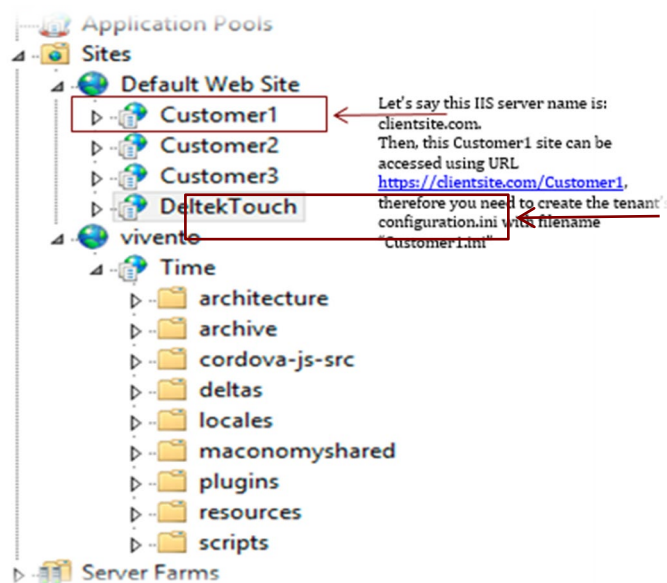 Application Pools
Sites
Default Web Site
Customer1
Customer2
Customer3
DeltekTouch
vivento
Time
architecture
archive
cordova-js-src
deltas
locales
maconomyshared
plugins
resources
scripts
Server Farms
Let's say this IIS server name is:
clientsite.com.
Then, this Customer1 site can be
accessed using URL
https://clientsite.com/Customer1,
therefore you need to create the tenant's
configuration.ini with filename
"Customer1.ini"